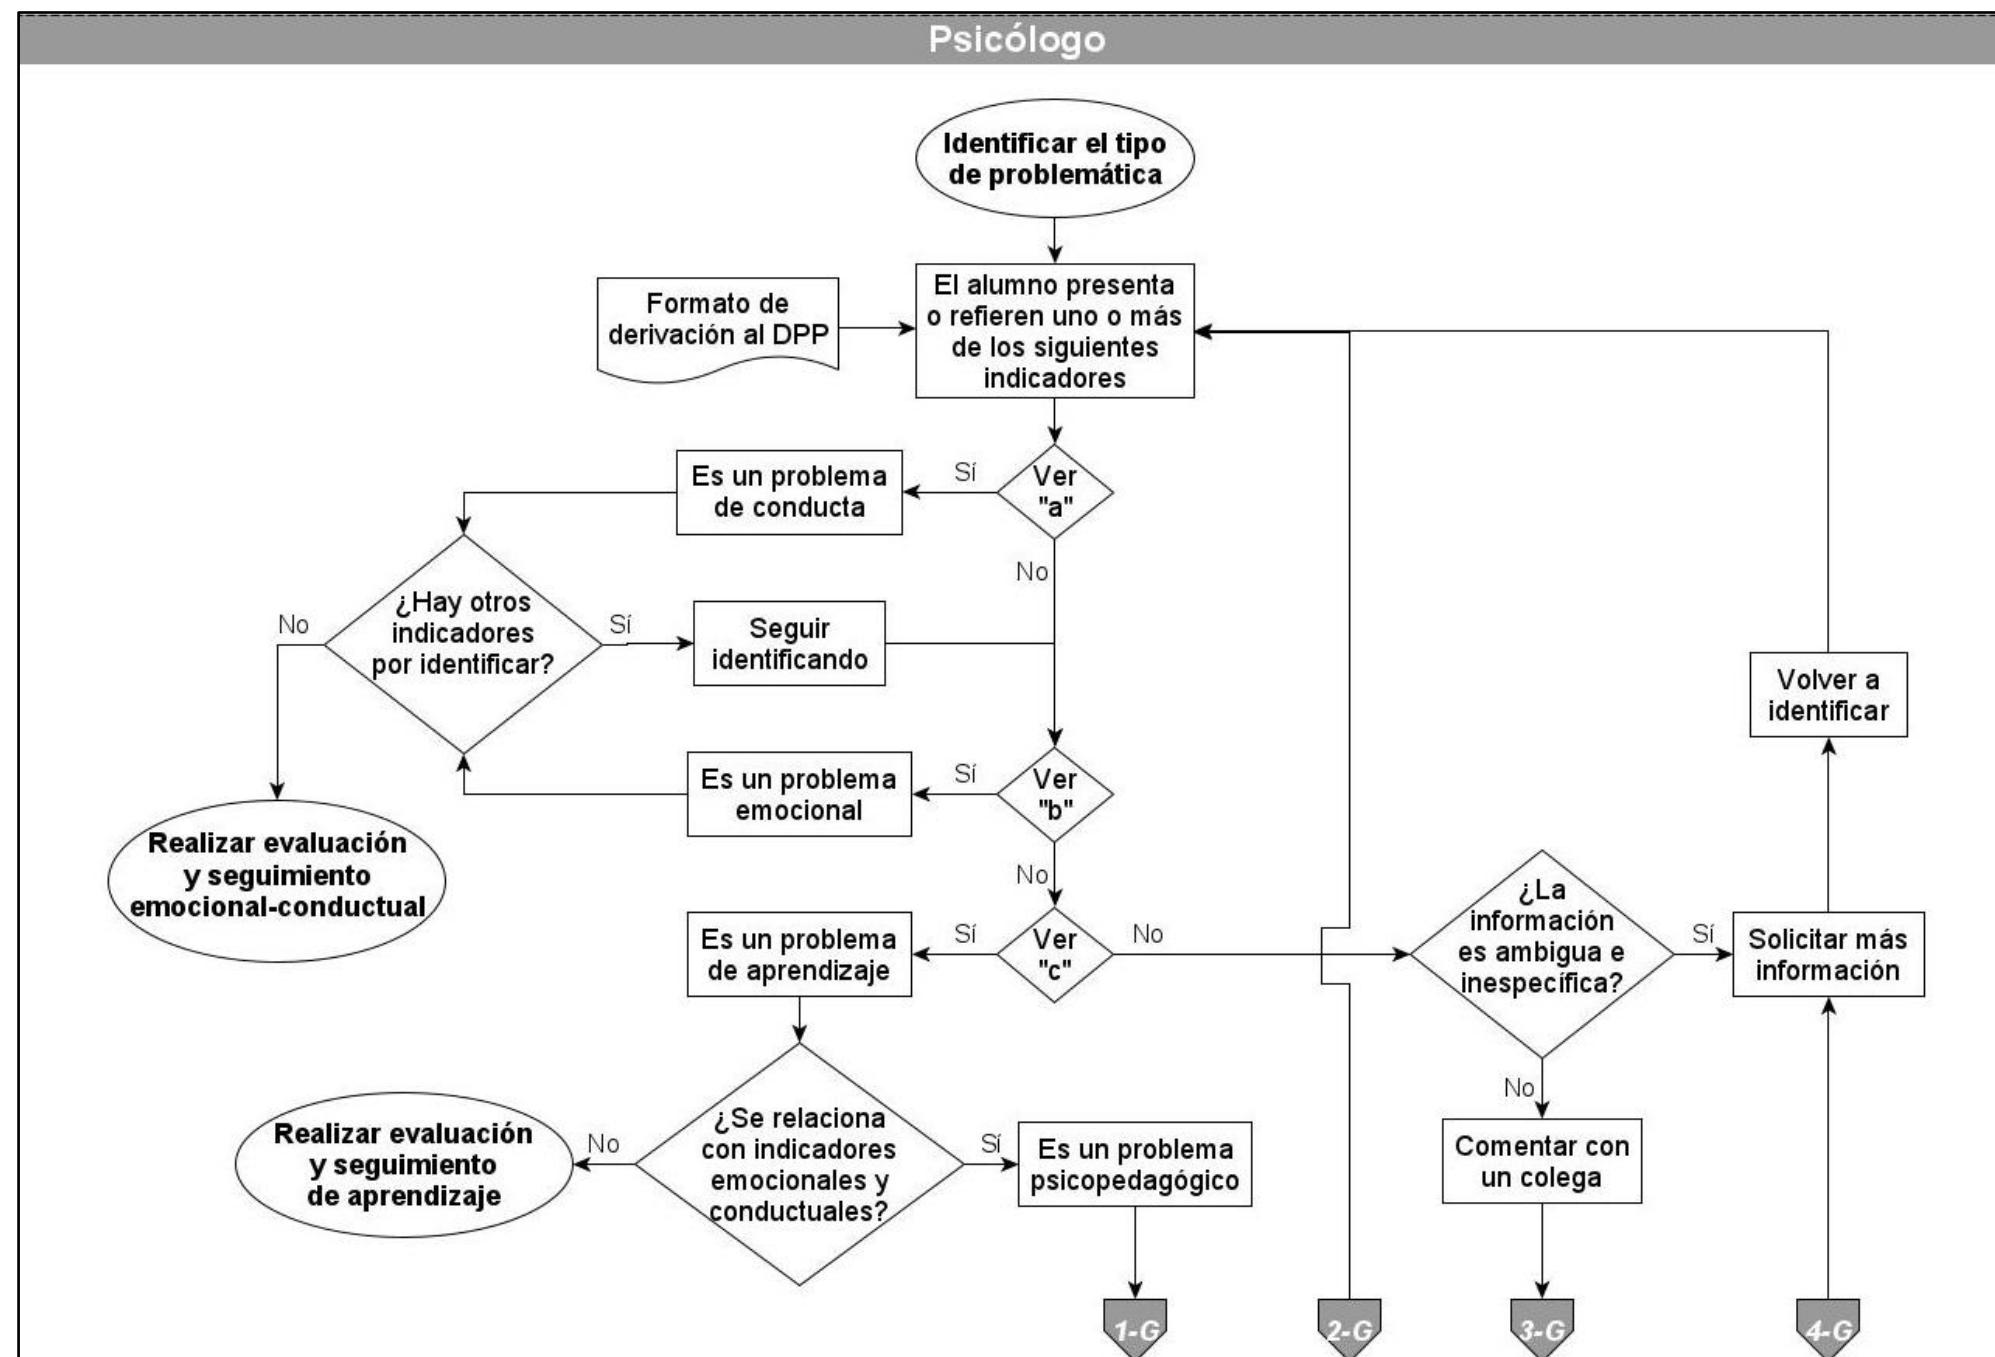 Psicólogo
Identificar el tipo
de problemática
Formato de
derivación al DPP
El alumno presenta
o refieren uno o más
de los siguientes
indicadores
Es un problema
de conducta
Sí
Ver
"a"
No
¿Hay otros
indicadores
por identificar?
No
Sí
Seguir
identificando
Volver a
identificar
Es un problema
emocional
Sí
Ver
"b"
No
Realizar evaluación
y seguimiento
emocional-conductual
Es un problema
de aprendizaje
Sí
Ver
"c"
No
¿La
información
es ambigua e
inespecífica?
Sí
Solicitar más
información
No
Realizar evaluación
y seguimiento
de aprendizaje
No
¿Se relaciona
con indicadores
emocionales y
conductuales?
Sí
Es un problema
psicopedagógico
Comentar con
un colega
1-G
2-G
3-G
4-G